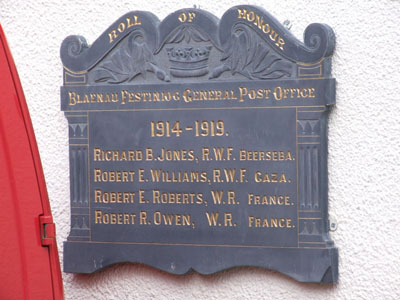 ROLL OF HONOUR
BLAENAU FESTINIOG GENERAL POST OFFICE
1914-1919.
RICHARD B. JONES, R.W.F. BEERSEBA.
ROBERT E. WILLIAMS, R.W.F. GAZA.
ROBERT E. ROBERTS, W.R. FRANCE.
ROBERT R. OWEN, W.R. FRANCE.